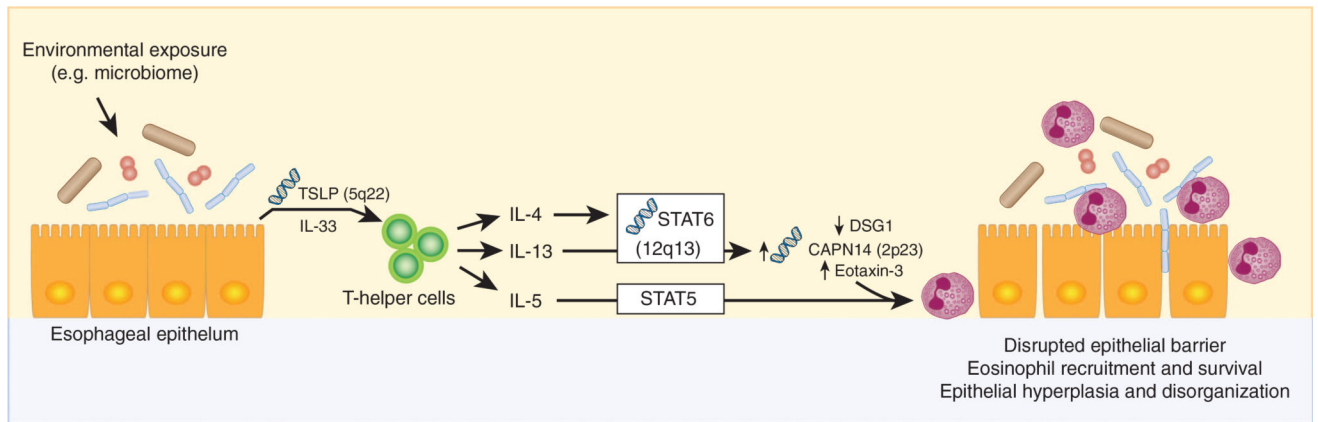 Environmental exposure
(e.g. microbiome)
TSLP (5q22)
IL-33
T-helper cells
IL-4
IL-13
IL-5
STAT6
(12q13)
STAT5
↓ DSG1
↑ CAPN14 (2p23)
↑ Eotaxin-3
Esophageal epithelum
Disrupted epithelial barrier
Eosinophil recruitment and survival
Epithelial hyperplasia and disorganization